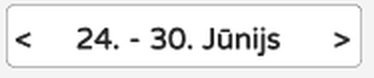 < 24. - 30. Jūnijs >